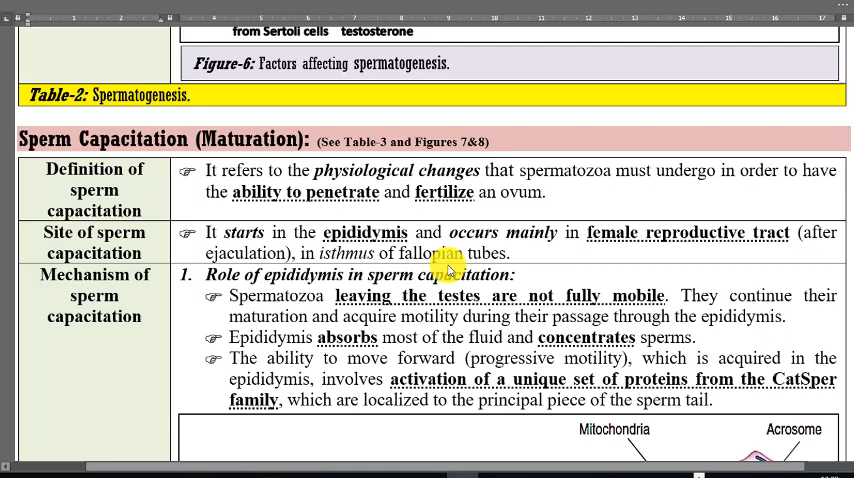 from Sertoli cells testosterone
Figure-6: Factors affecting spermatogenesis.
Table-2: Spermatogenesis.
Sperm Capacitation (Maturation): (See Table-3 and Figures 7&8)
Definition of
sperm
capacitation
☞ It refers to the physiological changes that spermatozoa must undergo in order to have
the ability to penetrate and fertilize an ovum.
Site of sperm
capacitation
☞ It starts in the epididymis and occurs mainly in female reproductive tract (after
ejaculation), in isthmus of fallopian tubes.
Mechanism of
sperm
capacitation
1. Role of epididymis in sperm capacitation:
☞ Spermatozoa leaving the testes are not fully mobile. They continue their
maturation and acquire motility during their passage through the epididymis.
☞ Epididymis absorbs most of the fluid and concentrates sperms.
☞ The ability to move forward (progressive motility), which is acquired in the
epididymis, involves activation of a unique set of proteins from the CatSper
family, which are localized to the principal piece of the sperm tail.
Mitochondria Acrosome